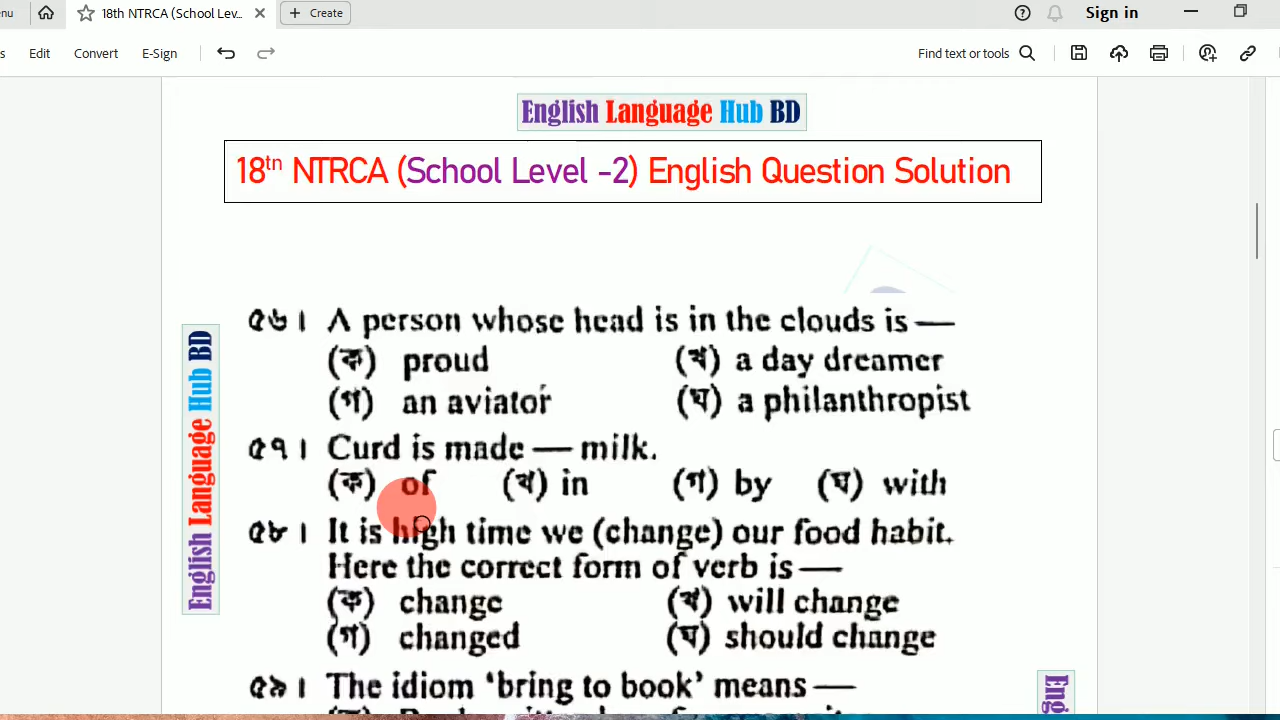 nu
18th NTRCA (School Lev...
Create
Sign in
s Edit Convert E-Sign
Find text or tools
English Language Hub BD
18tn NTRCA (School Level -2) English Question Solution
English Language Hub BD
৫৬। A person whose head is in the clouds is —
(ক) proud (খ) a day dreamer
(গ) an aviator (ঘ) a philanthropist
৫৭। Curd is made — milk.
(ক) of (খ) in (গ) by (ঘ) with
৫৮। It is high time we (change) our food habit.
Here the correct form of verb is —
(ক) change (খ) will change
(গ) changed (ঘ) should change
৫৯। The idiom ‘bring to book’ means —
Eng